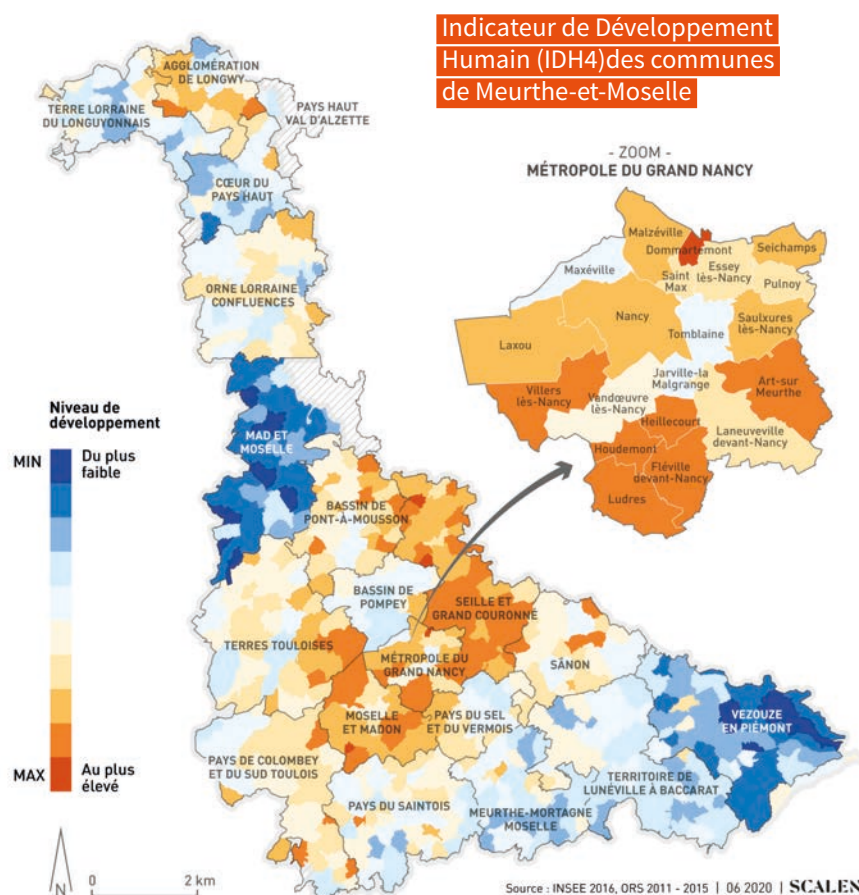 Indicateur de Développement
Humain (IDH4)des communes
de Meurthe-et-Moselle
AGGLOMÉRATION
DE LONGWY
TERRE LORRAINE
DU LONGUYONNAIS
PAYS HAUT
VAL D'ALZETTE
CŒUR DU
PAYS HAUT
ORNE LORRAINE
CONFLUENCES
- ZOOM -
MÉTROPOLE DU GRAND NANCY
Malzéville
Dommartemont
Seichamps
Maxéville
Saint
Max
Essey
lès-Nancy
Pulnoy
Nancy
Tomblaine
Saulxures
lès-Nancy
Laxou
Jarville-la
Malgrange
Art-sur
Meurthe
Villers
lès-Nancy
Vandœuvre
lès-Nancy
Heillecourt
Laneuveville
devant-Nancy
Houdemont
Fléville
devant-Nancy
Ludres
Niveau de
développement
MIN
Du plus
faible
MAX
Au plus
élevé
MAD ET
MOSELLE
BASSIN DE
PONT-À-MOUSSON
BASSIN DE
POMPEY
SEILLE ET
GRAND COURONNÉ
TERRES TOULOISES
MÉTROPOLE DU
GRAND NANCY
SÂNON
MOSELLE
ET MADON
PAYS DU SEL
ET DU VERMOIS
VEZOUZE
EN PIÉMONT
PAYS DE COLOMBEY
ET DU SUD TOULOIS
TERRITOIRE DE
LUNÉVILLE À BACCARAT
PAYS DU SAINTOIS
MEURTHE-MORTAGNE
MOSELLE
N
0
2 km
Source : INSEE 2016, ORS 2011 - 2015 | 06 2020 | SCALEN